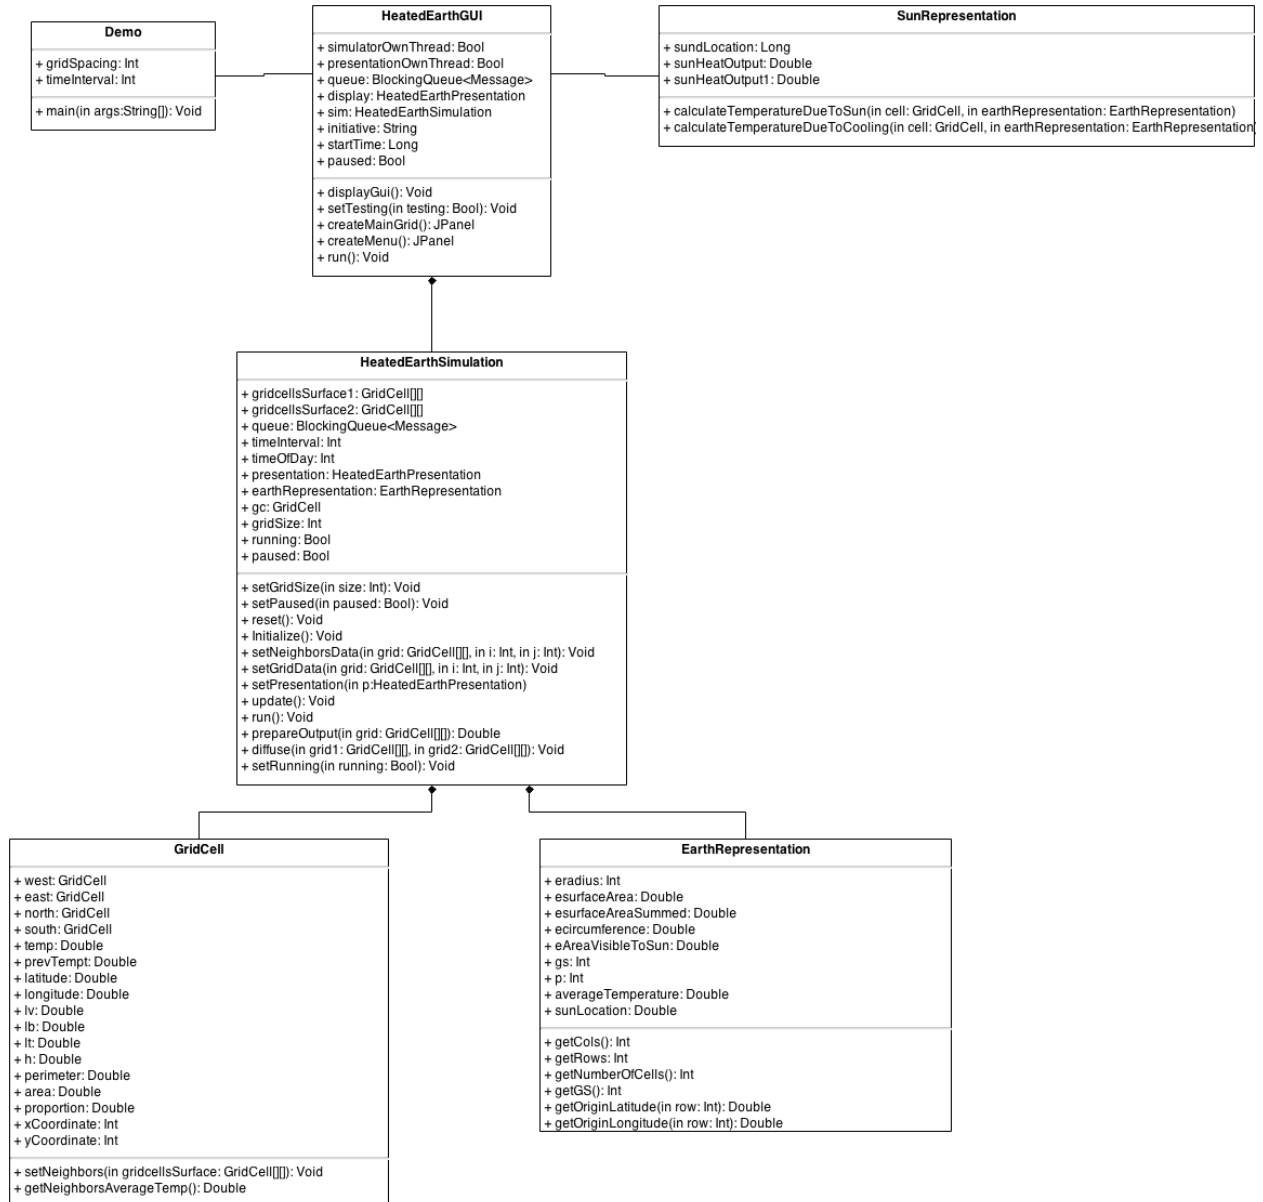 Demo
+ gridSpacing: Int
+ timeInterval: Int
+ main(in args:String[]): Void
HeatedEarthGUI
+ simulatorOwnThread: Bool
+ presentationOwnThread: Bool
+ queue: BlockingQueue<Message>
+ display: HeatedEarthPresentation
+ sim: HeatedEarthSimulation
+ initiative: String
+ startTime: Long
+ paused: Bool
+ displayGui(): Void
+ setTesting(in testing: Bool): Void
+ createMainGrid(): JPanel
+ createMenu(): JPanel
+ run(): Void
SunRepresentation
+ sundLocation: Long
+ sunHeatOutput: Double
+ sunHeatOutput1: Double
+ calculateTemperatureDueToSun(in cell: GridCell, in earthRepresentation: EarthRepresentation)
+ calculateTemperatureDueToCooling(in cell: GridCell, in earthRepresentation: EarthRepresentation
HeatedEarthSimulation
+ gridcellsSurface1: GridCell[][]
+ gridcellsSurface2: GridCell[][]
+ queue: BlockingQueue<Message>
+ timeInterval: Int
+ timeOfDay: Int
+ presentation: HeatedEarthPresentation
+ earthRepresentation: EarthRepresentation
+ gc: GridCell
+ gridSize: Int
+ running: Bool
+ paused: Bool
+ setGridSize(in size: Int): Void
+ setPaused(in paused: Bool): Void
+ reset(): Void
+ Initialize(): Void
+ setNeighborsData(in grid: GridCell[][], in i: Int, in j: Int): Void
+ setGridData(in grid: GridCell[][], in i: Int, in j: Int): Void
+ setPresentation(in p:HeatedEarthPresentation)
+ update(): Void
+ run(): Void
+ prepareOutput(in grid: GridCell[][]): Double
+ diffuse(in grid1: GridCell[][], in grid2: GridCell[][]): Void
+ setRunning(in running: Bool): Void
GridCell
+ west: GridCell
+ east: GridCell
+ north: GridCell
+ south: GridCell
+ temp: Double
+ prevTempt: Double
+ latitude: Double
+ longitude: Double
+ lv: Double
+ lb: Double
+ lt: Double
+ h: Double
+ perimeter: Double
+ area: Double
+ proportion: Double
+ xCoordinate: Int
+ yCoordinate: Int
+ setNeighbors(in gridcellsSurface: GridCell[][]): Void
+ getNeighborsAverageTemp(): Double
EarthRepresentation
+ eradius: Int
+ esurfaceArea: Double
+ esurfaceAreaSummed: Double
+ ecircumference: Double
+ eAreaVisibleToSun: Double
+ gs: Int
+ p: Int
+ averageTemperature: Double
+ sunLocation: Double
+ getCols(): Int
+ getRows: Int
+ getNumberOfCells(): Int
+ getGS(): Int
+ getOriginLatitude(in row: Int): Double
+ getOriginLongitude(in row: Int): Double